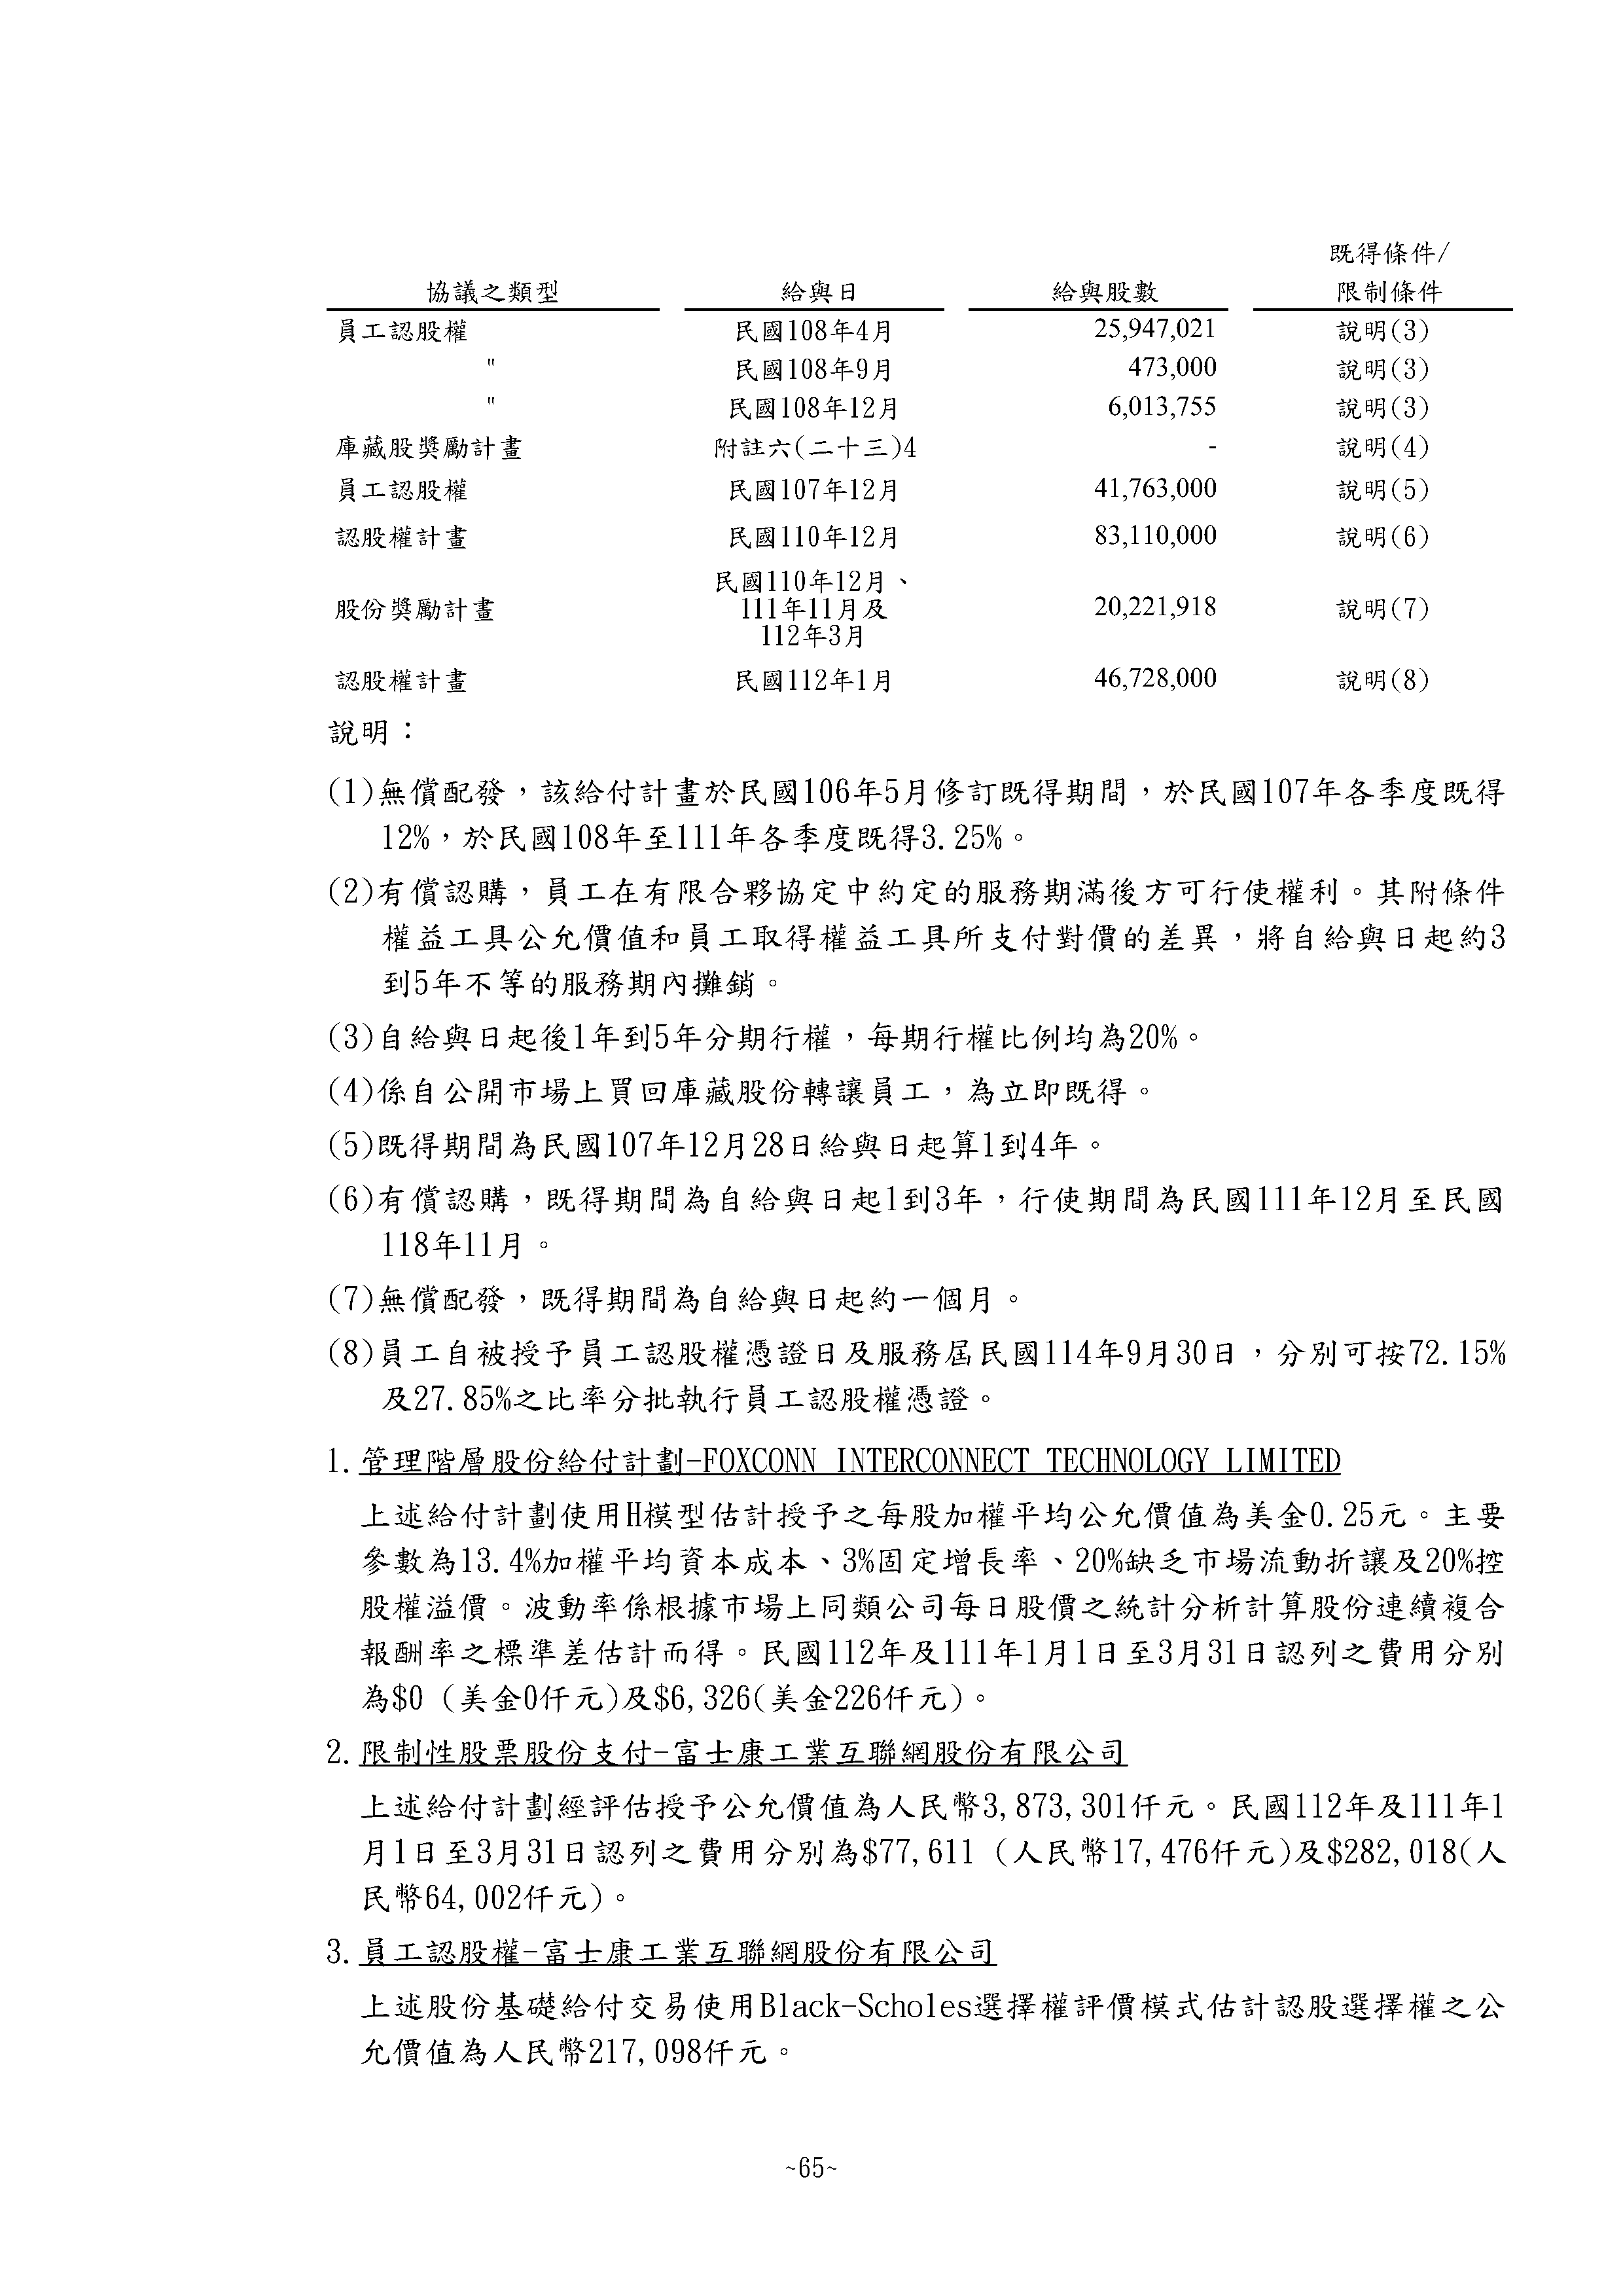 既得條件/
協議之類型 給與日 給與股數 限制條件
員工認股權 民國108年4月 25,947,021 說明(3)
" 民國108年9月 473,000 說明(3)
" 民國108年12月 6,013,755 說明(3)
庫藏股獎勵計畫 附註六(二十三)4 - 說明(4)
員工認股權 民國107年12月 41,763,000 說明(5)
認股權計畫 民國110年12月 83,110,000 說明(6)
民國110年12月、
股份獎勵計畫 111年11月及 20,221,918 說明(7)
112年3月
認股權計畫 民國112年1月 46,728,000 說明(8)
說明：
(1)無償配發，該給付計畫於民國106年5月修訂既得期間，於民國107年各季度既得
12%，於民國108年至111年各季度既得3.25%。
(2)有償認購，員工在有限合夥協定中約定的服務期滿後方可行使權利。其附條件
權益工具公允價值和員工取得權益工具所支付對價的差異，將自給與日起約3
到5年不等的服務期內攤銷。
(3)自給與日起後1年到5年分期行權，每期行權比例均為20%。
(4)係自公開市場上買回庫藏股份轉讓員工，為立即既得。
(5)既得期間為民國107年12月28日給與日起算1到4年。
(6)有償認購，既得期間為自給與日起1到3年，行使期間為民國111年12月至民國
118年11月。
(7)無償配發，既得期間為自給與日起約一個月。
(8)員工自被授予員工認股權憑證日及服務屆民國114年9月30日，分別可按72.15%
及27.85%之比率分批執行員工認股權憑證。
1.管理階層股份給付計劃-FOXCONN INTERCONNECT TECHNOLOGY LIMITED
上述給付計劃使用H模型估計授予之每股加權平均公允價值為美金0.25元。主要
參數為13.4%加權平均資本成本、3%固定增長率、20%缺乏市場流動折讓及20%控
股權溢價。波動率係根據市場上同類公司每日股價之統計分析計算股份連續複合
報酬率之標準差估計而得。民國112年及111年1月1日至3月31日認列之費用分別
為$0 (美金0仟元)及$6,326(美金226仟元)。
2.限制性股票股份支付-富士康工業互聯網股份有限公司
上述給付計劃經評估授予公允價值為人民幣3,873,301仟元。民國112年及111年1
月1日至3月31日認列之費用分別為$77,611 (人民幣17,476仟元)及$282,018(人
民幣64,002仟元)。
3.員工認股權-富士康工業互聯網股份有限公司
上述股份基礎給付交易使用Black-Scholes選擇權評價模式估計認股選擇權之公
允價值為人民幣217,098仟元。
~65~